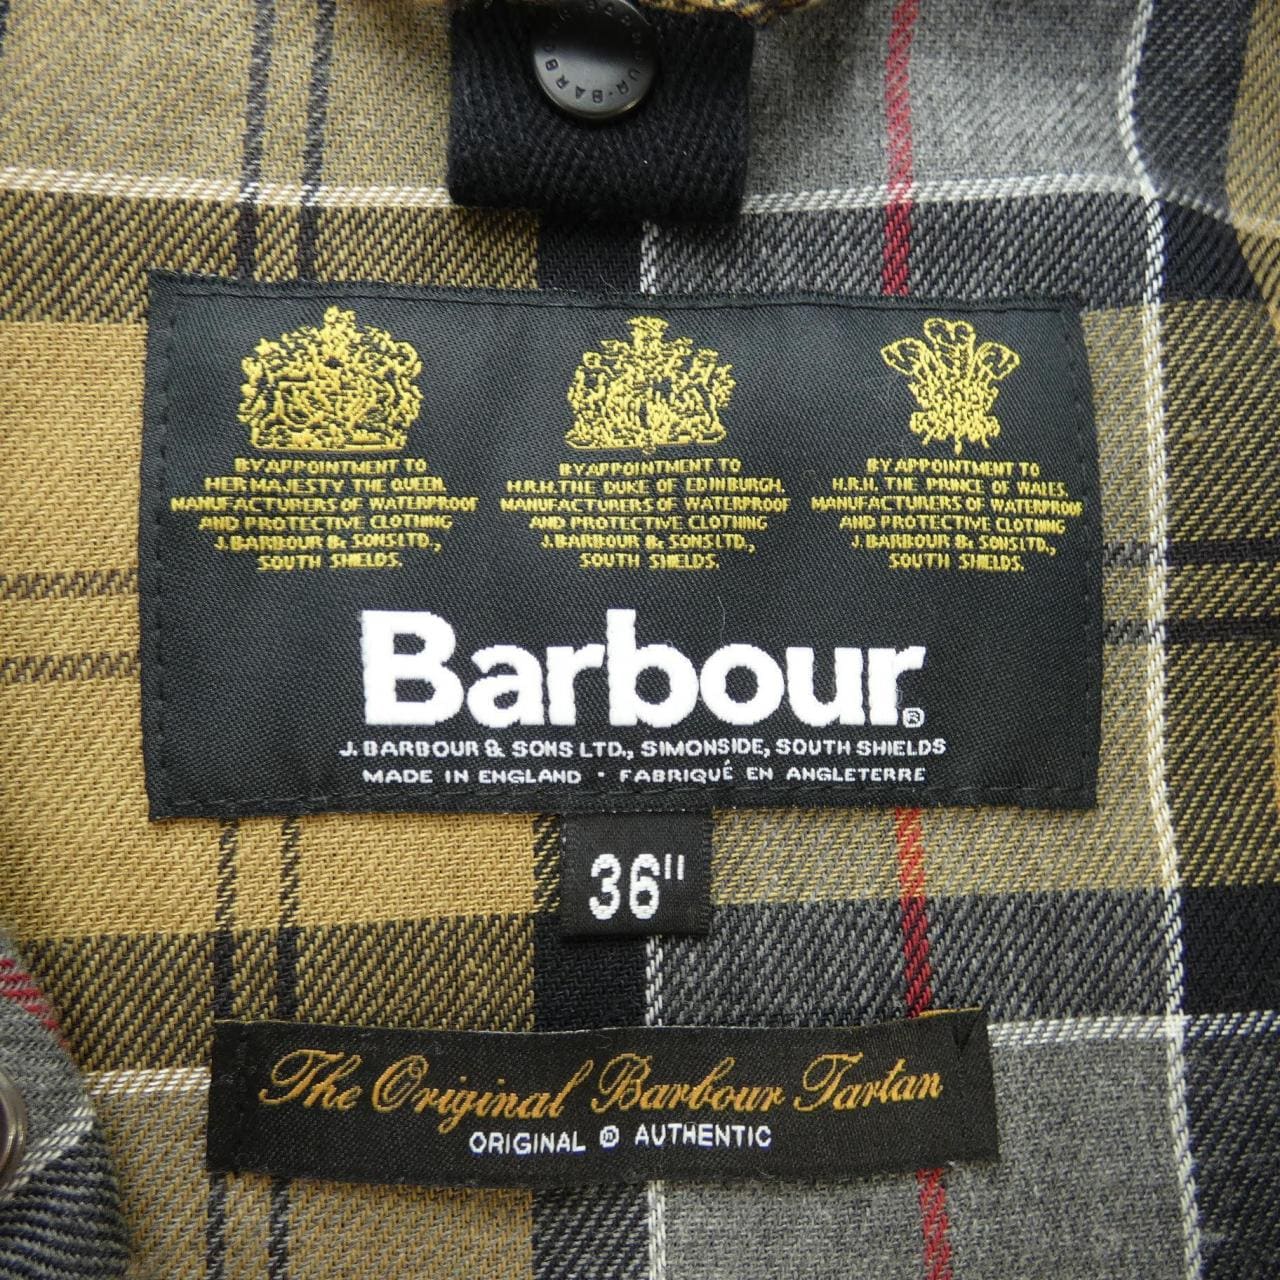 BARBOUR·BARBOUR
BY APPOINTMENT TO
HER MAJESTY THE QUEEN.
MANUFACTURERS OF WATERPROOF
AND PROTECTIVE CLOTHING
J. BARBOUR & SONS LTD.,
SOUTH SHIELDS.
BY APPOINTMENT TO
H.R.H. THE DUKE OF EDINBURGH.
MANUFACTURERS OF WATERPROOF
AND PROTECTIVE CLOTHING
J. BARBOUR & SONS LTD.,
SOUTH SHIELDS.
BY APPOINTMENT TO
H.R.H. THE PRINCE OF WALES.
MANUFACTURERS OF WATERPROOF
AND PROTECTIVE CLOTHING
J. BARBOUR & SONS LTD.,
SOUTH SHIELDS.
Barbour®
J. BARBOUR & SONS LTD., SIMONSIDE, SOUTH SHIELDS
MADE IN ENGLAND · FABRIQUÉ EN ANGLETERRE
36"
The Original Barbour Tartan
ORIGINAL AUTHENTIC